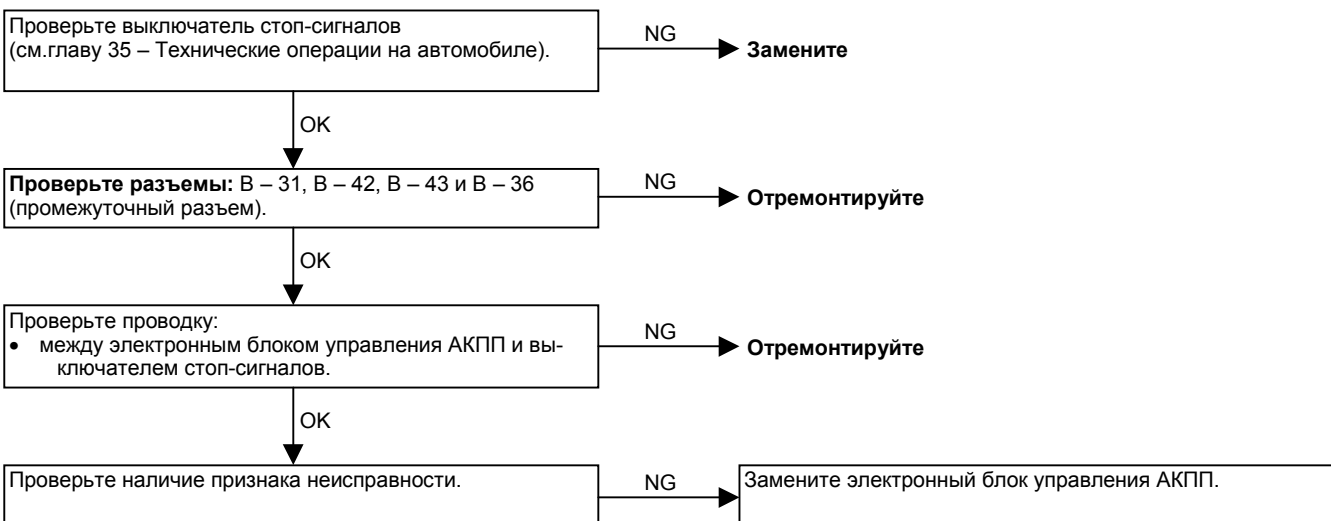 Проверьте выключатель стоп-сигналов
(см.главу 35 – Технические операции на автомобиле).
NG
Замените
OK
Проверьте разъемы: В – 31, В – 42, В – 43 и В – 36
(промежуточный разъем).
NG
Отремонтируйте
OK
Проверьте проводку:
• между электронным блоком управления АКПП и вы-
ключателем стоп-сигналов.
NG
Отремонтируйте
OK
Проверьте наличие признака неисправности.
NG
Замените электронный блок управления АКПП.